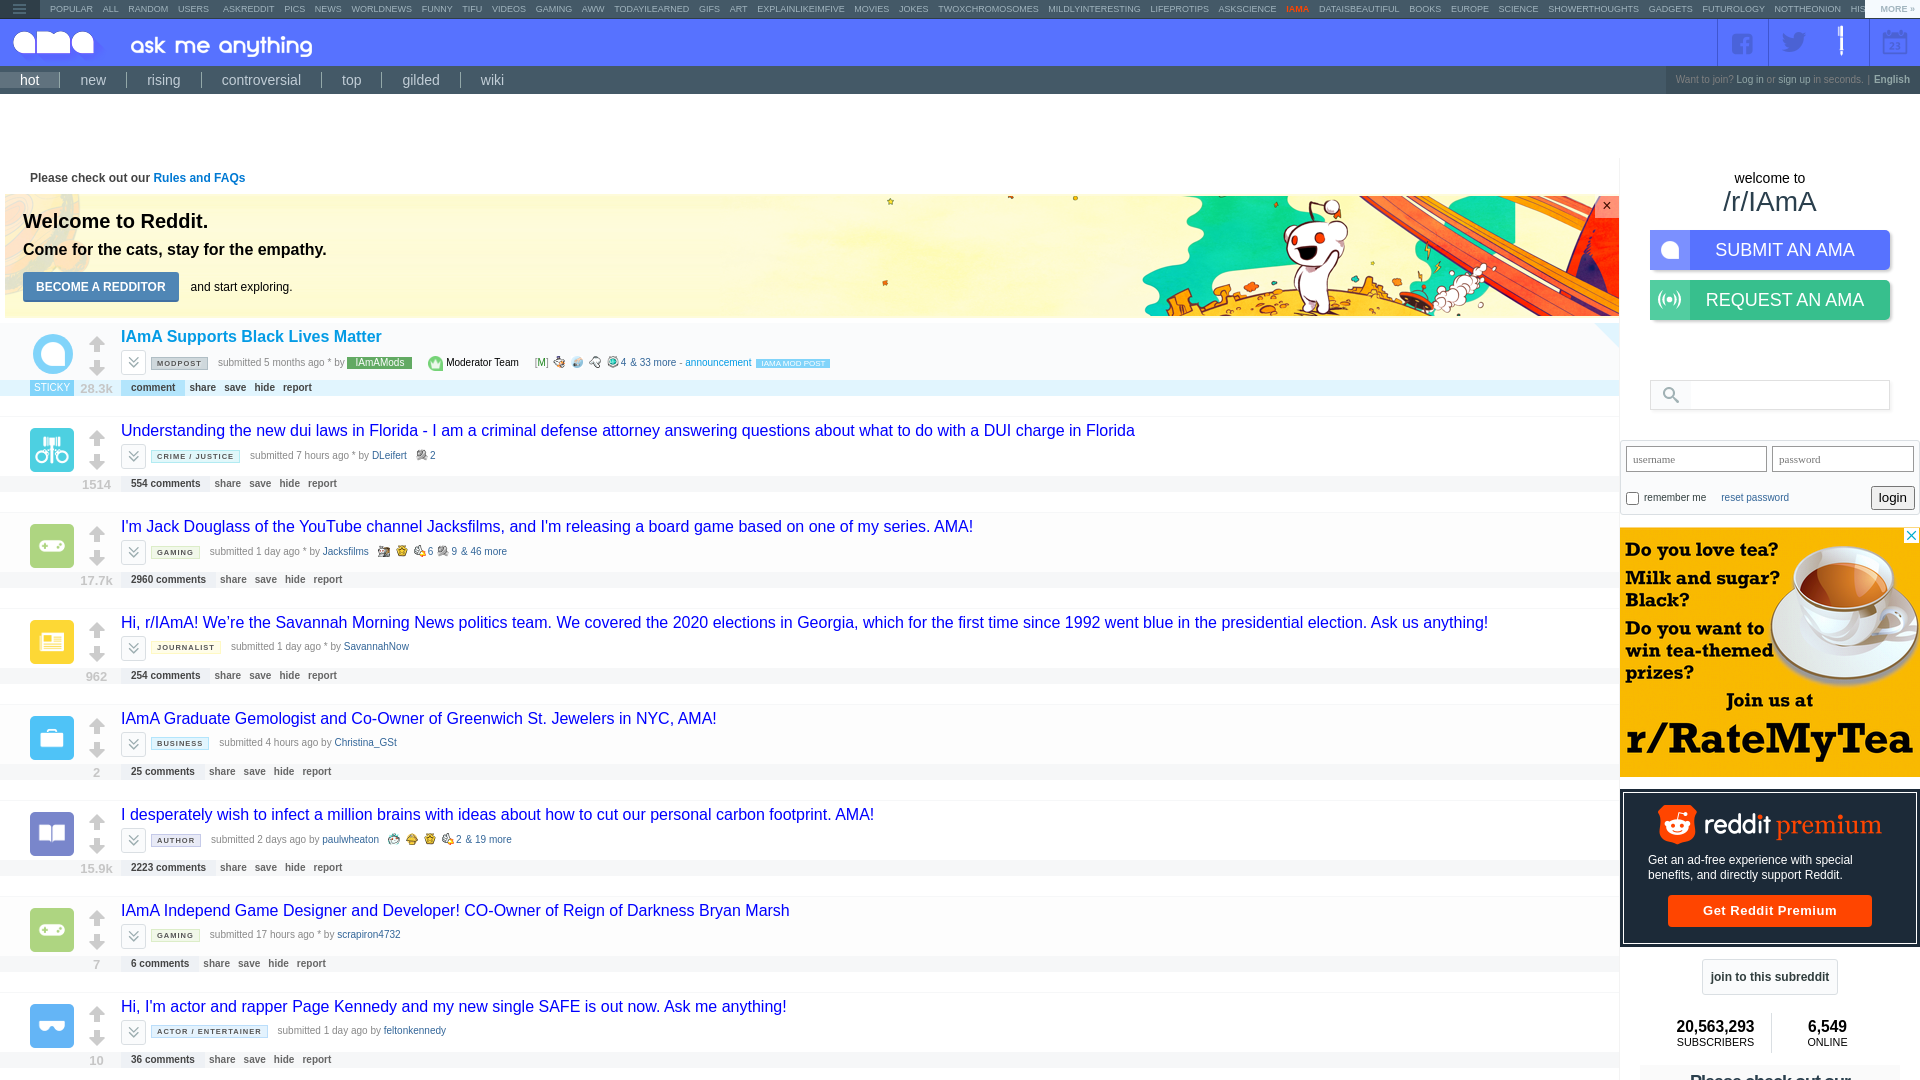 POPULAR ALL RANDOM USERS ASKREDDIT PICS NEWS WORLDNEWS FUNNY TIFU VIDEOS GAMING AWW TODAYILEARNED GIFS ART EXPLAINLIKEIMFIVE MOVIES JOKES TWOXCHROMOSOMES MILDLYINTERESTING LIFEPROTIPS ASKSCIENCE IAMA DATAISBEAUTIFUL BOOKS EUROPE SCIENCE SHOWERTHOUGHTS GADGETS FUTUROLOGY NOTTHEONION HIS MORE »
ama ask me anything
23
hot new rising controversial top gilded wiki
Want to join? Log in or sign up in seconds. | English
Please check out our Rules and FAQs
Welcome to Reddit.
Come for the cats, stay for the empathy.
BECOME A REDDITOR and start exploring.
×
IAmA Supports Black Lives Matter
MODPOST submitted 5 months ago * by IAmAMods Moderator Team [M] 4 & 33 more - announcement IAMA MOD POST
STICKY 28.3k comment share save hide report
Understanding the new dui laws in Florida - I am a criminal defense attorney answering questions about what to do with a DUI charge in Florida
CRIME / JUSTICE submitted 7 hours ago * by DLeifert 2
1514 554 comments share save hide report
I'm Jack Douglass of the YouTube channel Jacksfilms, and I'm releasing a board game based on one of my series. AMA!
GAMING submitted 1 day ago * by Jacksfilms 6 9 & 46 more
17.7k 2960 comments share save hide report
Hi, r/IAmA! We’re the Savannah Morning News politics team. We covered the 2020 elections in Georgia, which for the first time since 1992 went blue in the presidential election. Ask us anything!
JOURNALIST submitted 1 day ago * by SavannahNow
962 254 comments share save hide report
IAmA Graduate Gemologist and Co-Owner of Greenwich St. Jewelers in NYC, AMA!
BUSINESS submitted 4 hours ago by Christina_GSt
2 25 comments share save hide report
I desperately wish to infect a million brains with ideas about how to cut our personal carbon footprint. AMA!
AUTHOR submitted 2 days ago by paulwheaton 2 & 19 more
15.9k 2223 comments share save hide report
IAmA Independ Game Designer and Developer! CO-Owner of Reign of Darkness Bryan Marsh
GAMING submitted 17 hours ago * by scrapiron4732
7 6 comments share save hide report
Hi, I'm actor and rapper Page Kennedy and my new single SAFE is out now. Ask me anything!
ACTOR / ENTERTAINER submitted 1 day ago by feltonkennedy
10 36 comments share save hide report
welcome to
/r/IAmA
SUBMIT AN AMA
REQUEST AN AMA
username password
remember me reset password login
Do you love tea?
Milk and sugar?
Black?
Do you want to
win tea-themed
prizes?
Join us at
r/RateMyTea
reddit premium
Get an ad-free experience with special
benefits, and directly support Reddit.
Get Reddit Premium
join to this subreddit
20,563,293 6,549
SUBSCRIBERS ONLINE
Please check out our